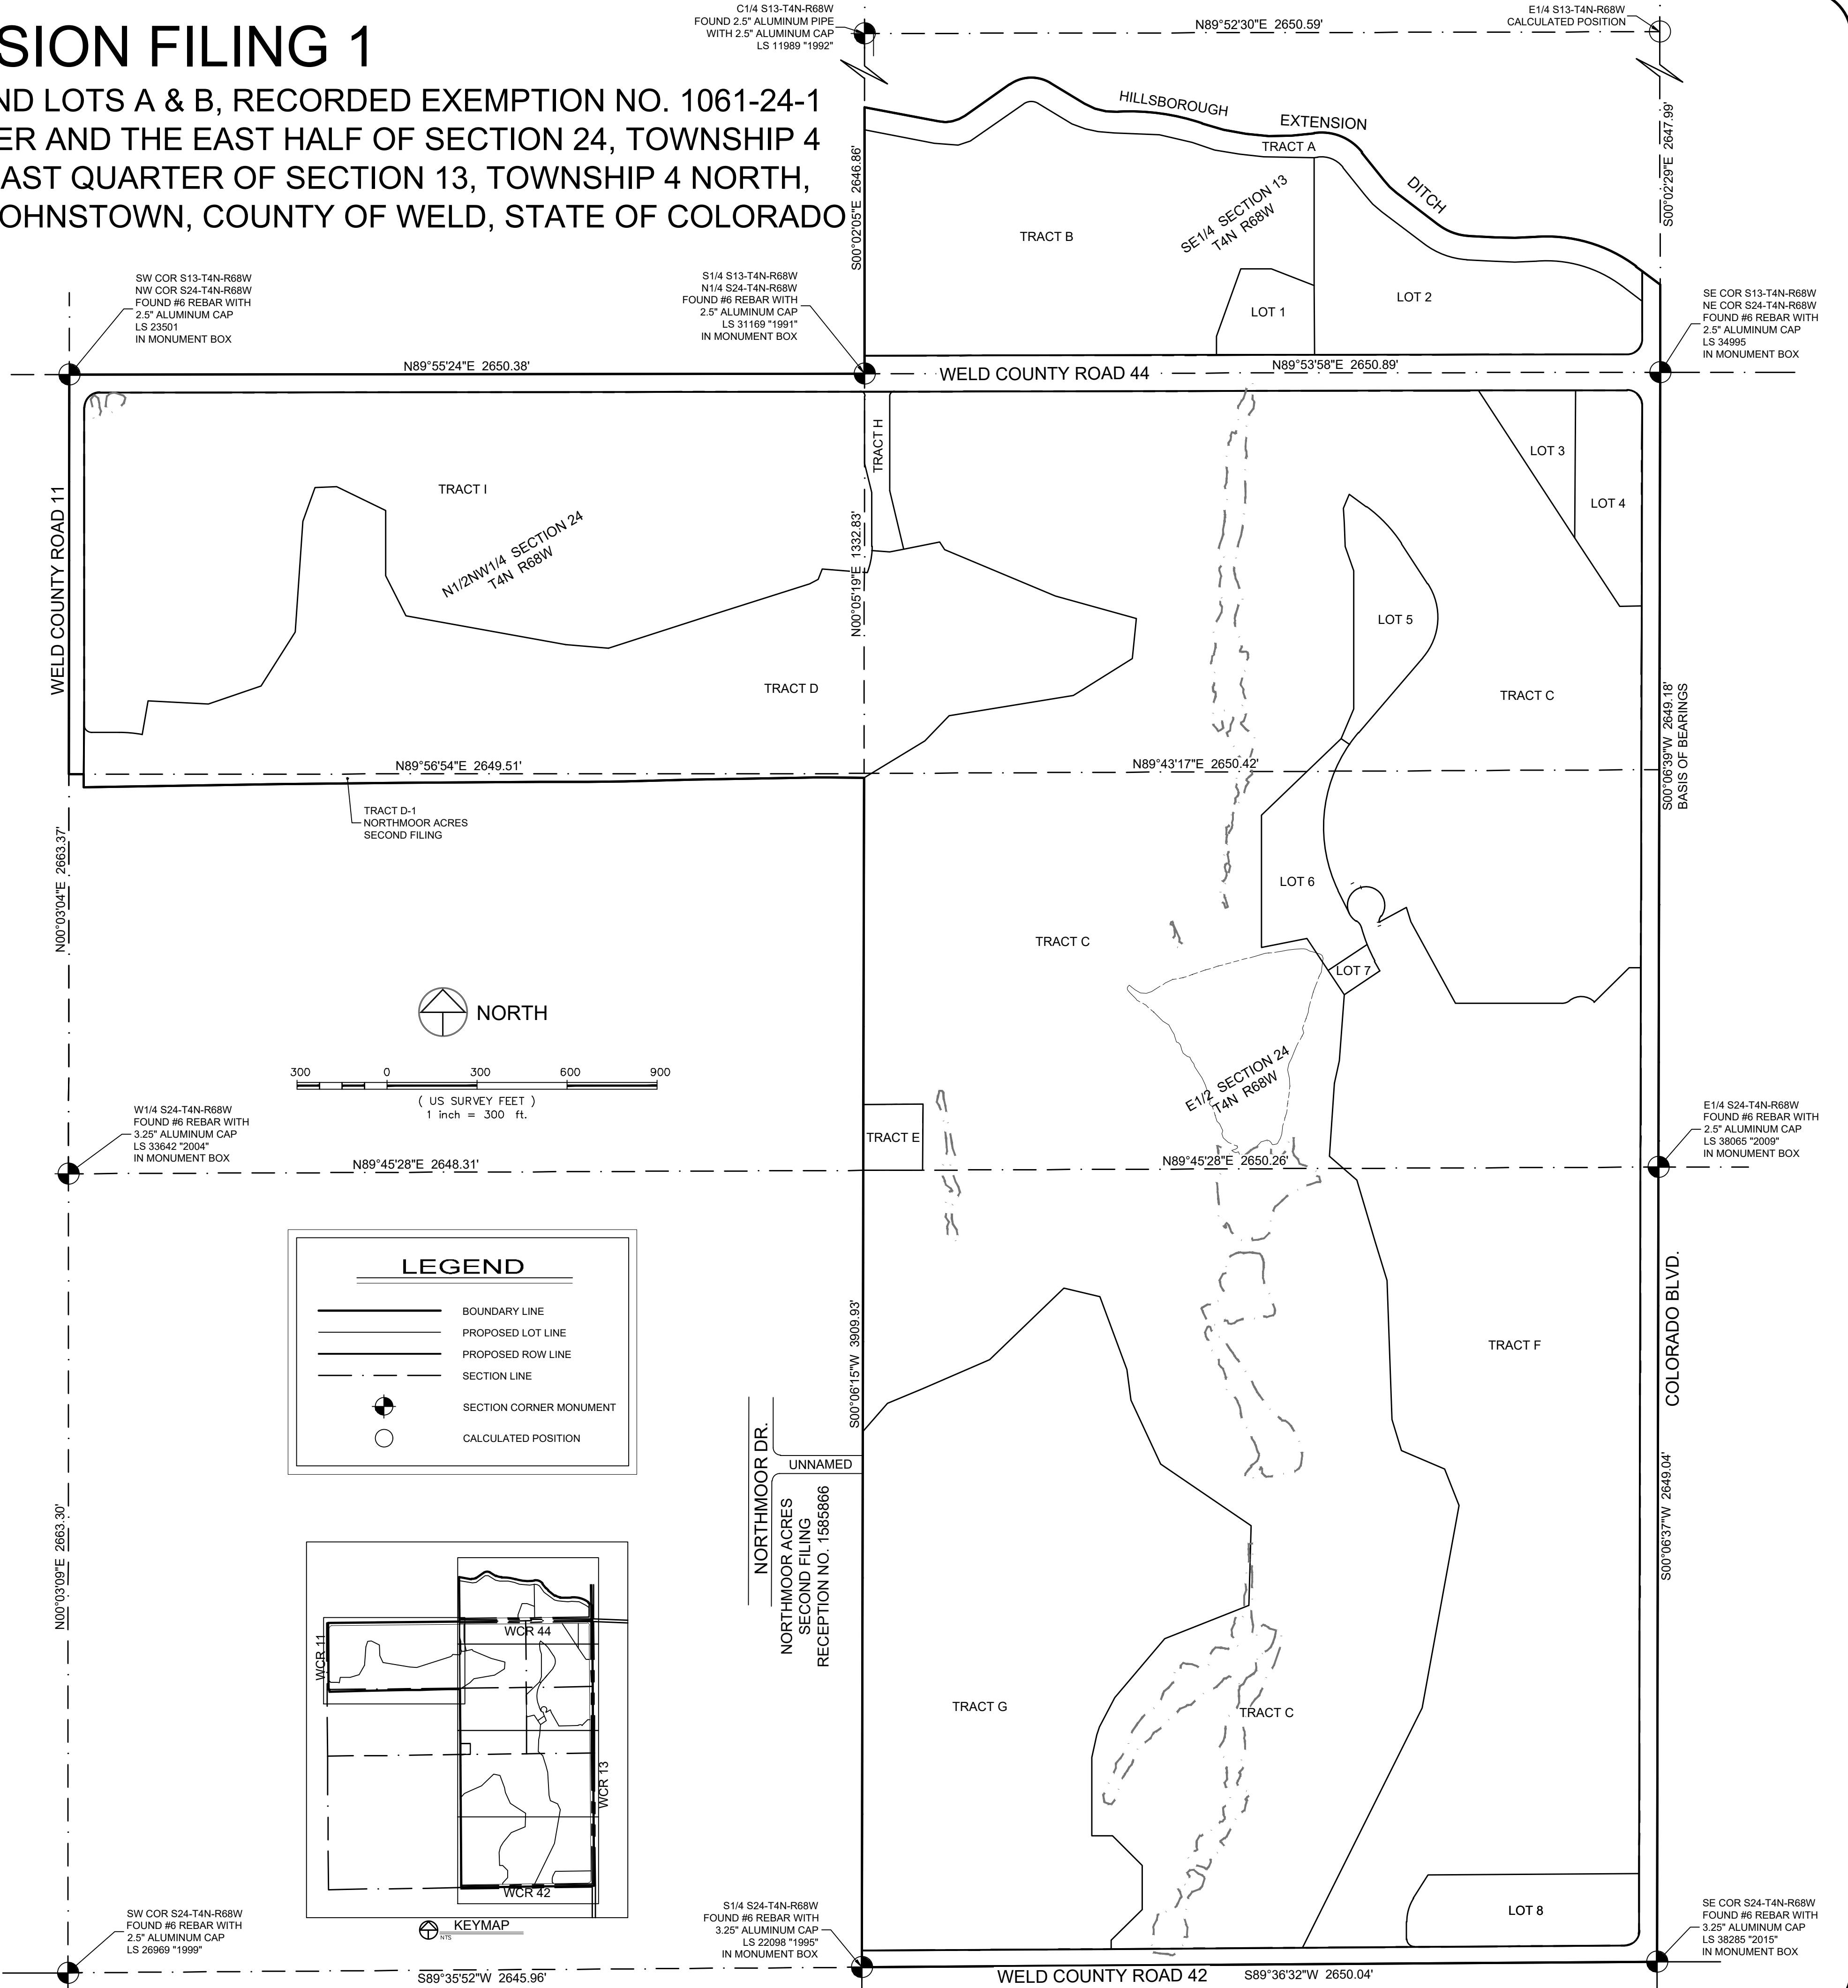 SION FILING 1
ND LOTS A & B, RECORDED EXEMPTION NO. 1061-24-1
ER AND THE EAST HALF OF SECTION 24, TOWNSHIP 4
AST QUARTER OF SECTION 13, TOWNSHIP 4 NORTH,
OHNSTOWN, COUNTY OF WELD, STATE OF COLORADO
C1/4 S13-T4N-R68W
FOUND 2.5" ALUMINUM PIPE
WITH 2.5" ALUMINUM CAP
LS 11989 "1992"
N89°52'30"E 2650.59'
E1/4 S13-T4N-R68W
CALCULATED POSITION
HILLSBOROUGH
EXTENSION
DITCH
TRACT A
S00°02'05"E 2646.86'
S00°02'29"E 2647.99'
SE1/4 SECTION 13
T4N R68W
TRACT B
LOT 1
LOT 2
SW COR S13-T4N-R68W
NW COR S24-T4N-R68W
FOUND #6 REBAR WITH
2.5" ALUMINUM CAP
LS 23501
IN MONUMENT BOX
S1/4 S13-T4N-R68W
N1/4 S24-T4N-R68W
FOUND #6 REBAR WITH
2.5" ALUMINUM CAP
LS 31169 "1991"
IN MONUMENT BOX
SE COR S13-T4N-R68W
NE COR S24-T4N-R68W
FOUND #6 REBAR WITH
2.5" ALUMINUM CAP
LS 34995
IN MONUMENT BOX
N89°55'24"E 2650.38'
WELD COUNTY ROAD 44
N89°53'58"E 2650.89'
WELD COUNTY ROAD 11
TRACT I
N1/2NW1/4 SECTION 24
T4N R68W
TRACT H
N00°05'19"E 1332.83'
LOT 3
LOT 4
LOT 5
TRACT D
TRACT C
S00°06'39"W 2649.18'
BASIS OF BEARINGS
N89°56'54"E 2649.51'
N89°43'17"E 2650.42'
TRACT D-1
NORTHMOOR ACRES
SECOND FILING
N00°03'04"E 2663.37'
LOT 6
TRACT C
LOT 7
NORTH
300 0 300 600 900
( US SURVEY FEET )
1 inch = 300 ft.
E1/2 SECTION 24
T4N R68W
W1/4 S24-T4N-R68W
FOUND #6 REBAR WITH
3.25" ALUMINUM CAP
LS 33642 "2004"
IN MONUMENT BOX
TRACT E
E1/4 S24-T4N-R68W
FOUND #6 REBAR WITH
2.5" ALUMINUM CAP
LS 38065 "2009"
IN MONUMENT BOX
N89°45'28"E 2648.31'
N89°45'28"E 2650.26'
LEGEND
BOUNDARY LINE
PROPOSED LOT LINE
PROPOSED ROW LINE
SECTION LINE
SECTION CORNER MONUMENT
CALCULATED POSITION
S00°06'15"W 3909.93'
COLORADO BLVD.
TRACT F
NORTHMOOR DR.
UNNAMED
NORTHMOOR ACRES
SECOND FILING
RECEPTION NO. 1585866
N00°03'09"E 2663.30'
S00°06'37"W 2649.04'
WCR 44
WCR 11
WCR 13
WCR 42
KEYMAP
NTS
TRACT G
TRACT C
LOT 8
SW COR S24-T4N-R68W
FOUND #6 REBAR WITH
2.5" ALUMINUM CAP
LS 26969 "1999"
S1/4 S24-T4N-R68W
FOUND #6 REBAR WITH
3.25" ALUMINUM CAP
LS 22098 "1995"
IN MONUMENT BOX
SE COR S24-T4N-R68W
FOUND #6 REBAR WITH
3.25" ALUMINUM CAP
LS 38285 "2015"
IN MONUMENT BOX
S89°35'52"W 2645.96'
WELD COUNTY ROAD 42
S89°36'32"W 2650.04'